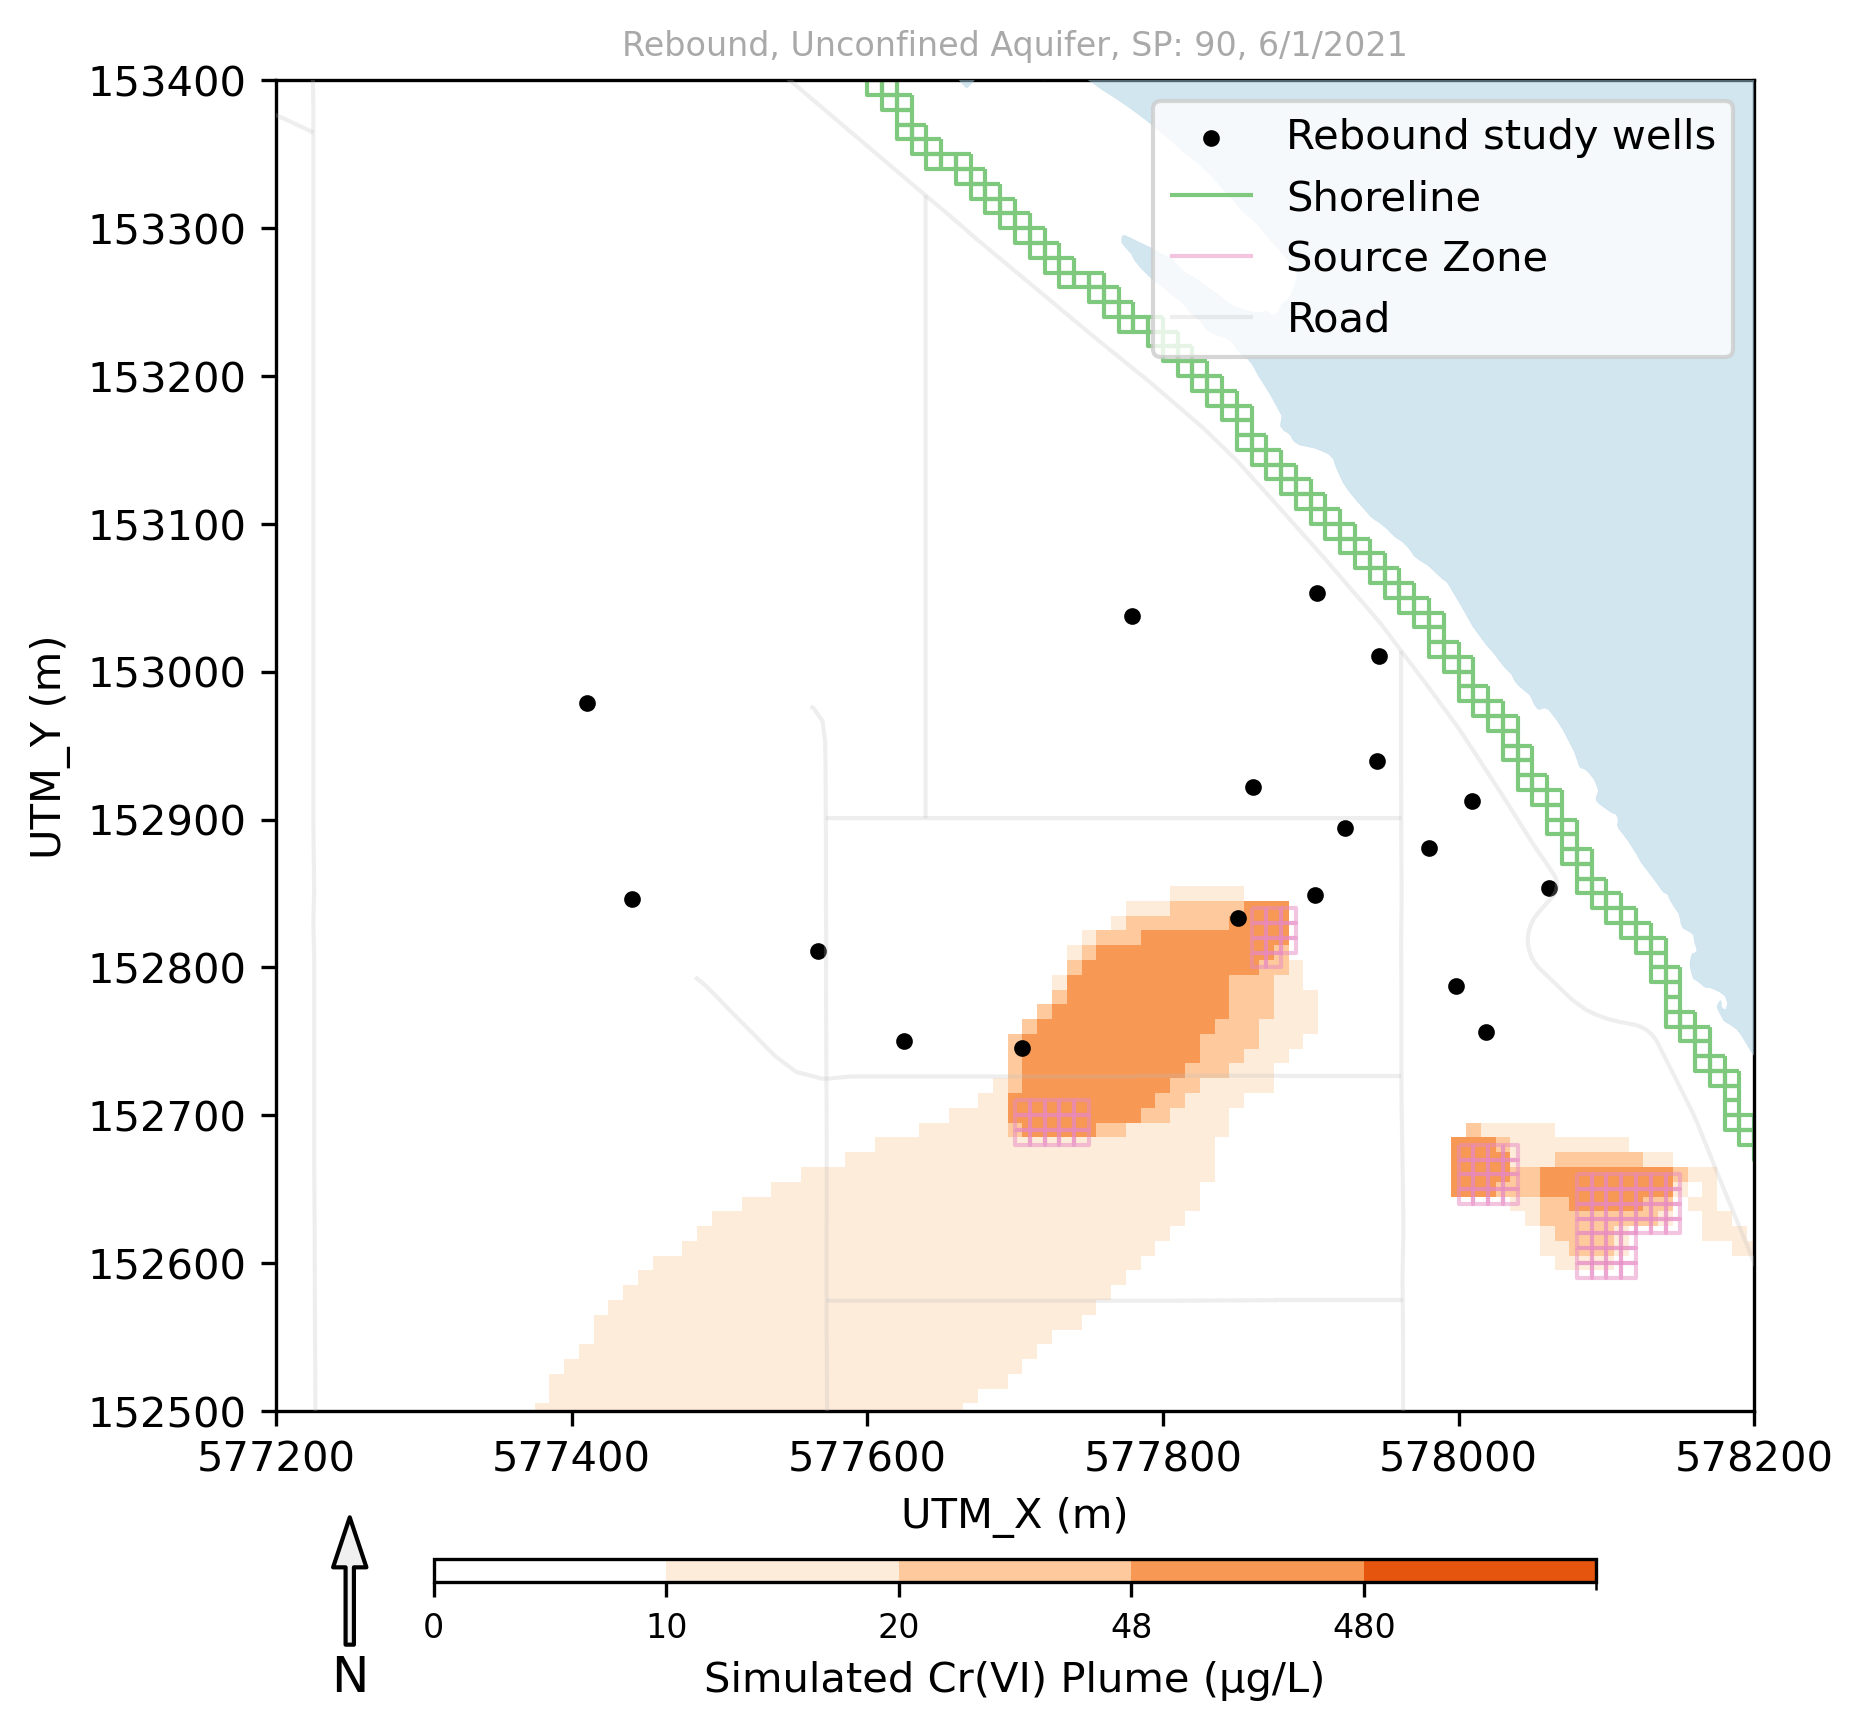 Rebound, Unconfined Aquifer, SP: 90, 6/1/2021
Rebound study wells
Shoreline
Source Zone
Road
UTM_Y (m)
153400
153300
153200
153100
153000
152900
152800
152700
152600
152500
577200 577400 577600 577800 578000 578200
UTM_X (m)
N
0 10 20 48 480
Simulated Cr(VI) Plume (μg/L)